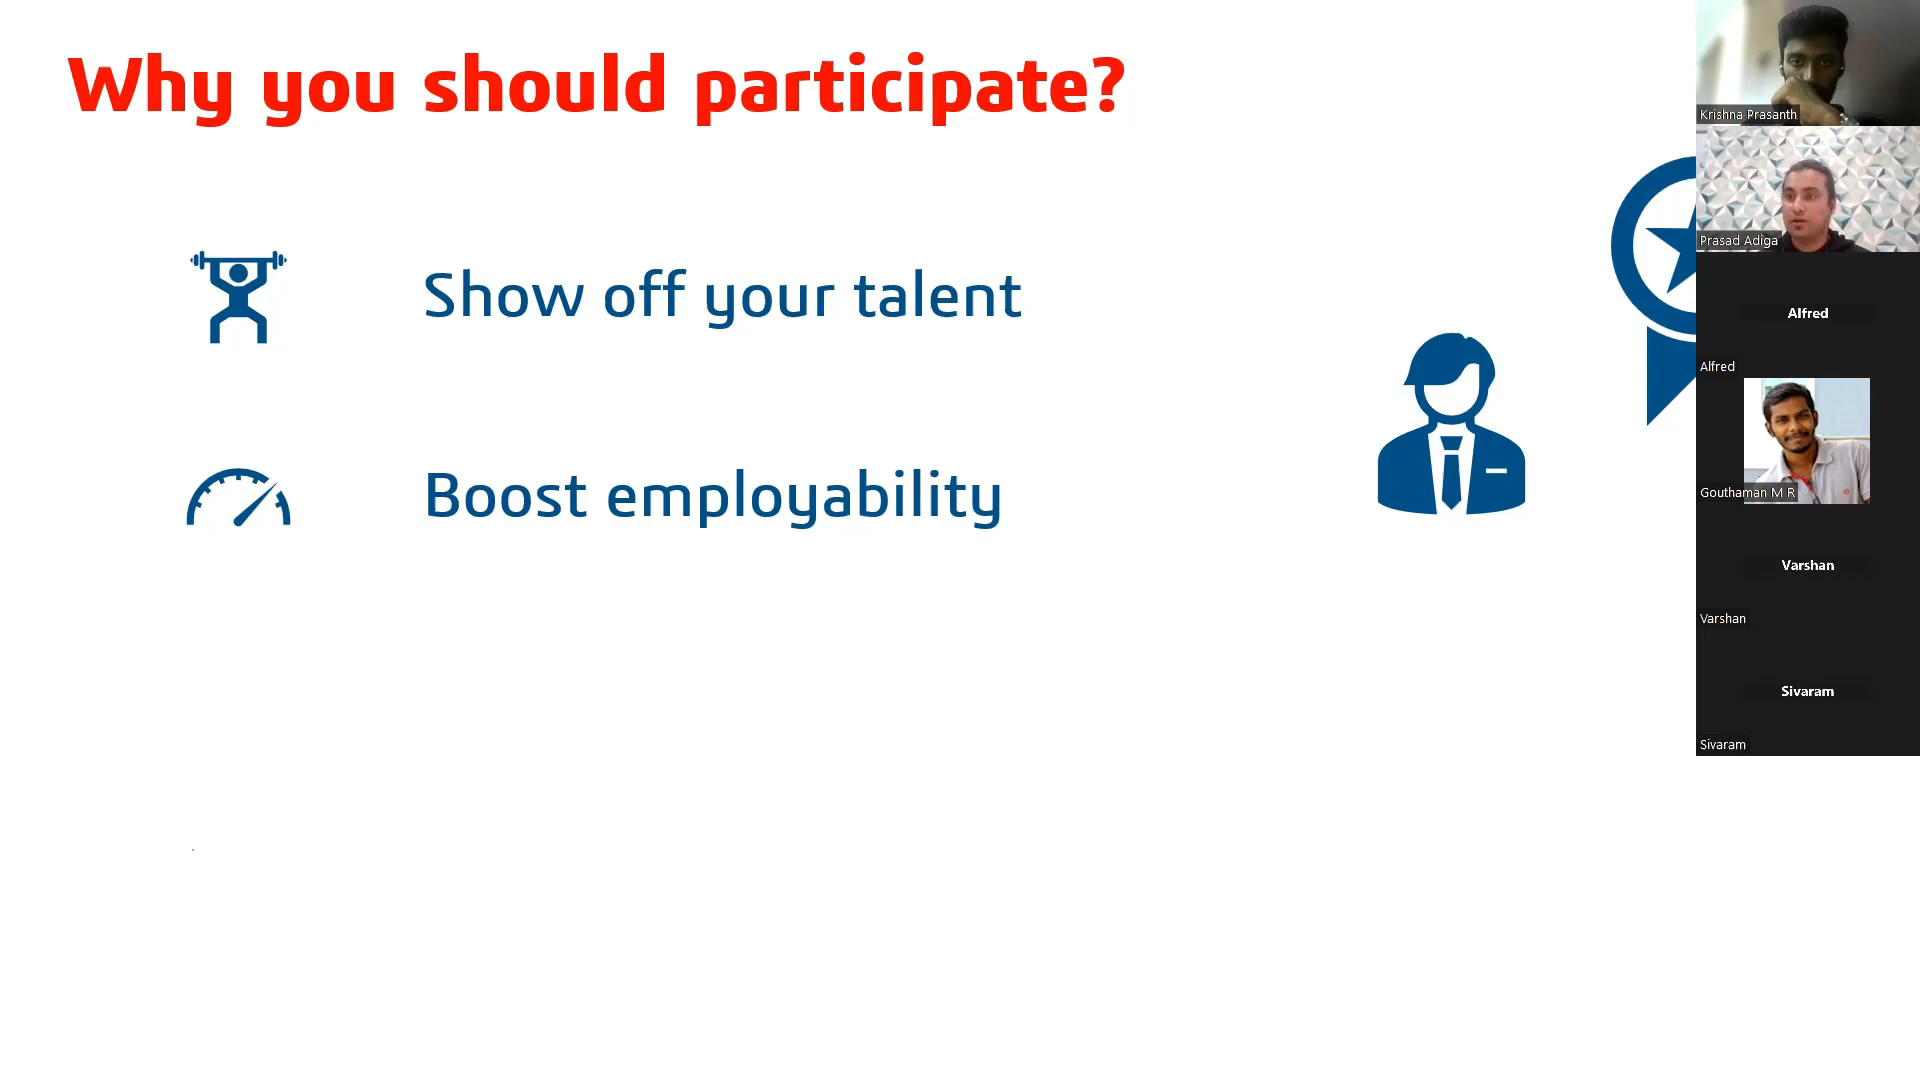 Why you should participate?
Show off your talent
Boost employability
Krishna Prasanth
Prasad Adiga
Alfred
Alfred
Gouthaman M R
Varshan
Varshan
Sivaram
Sivaram